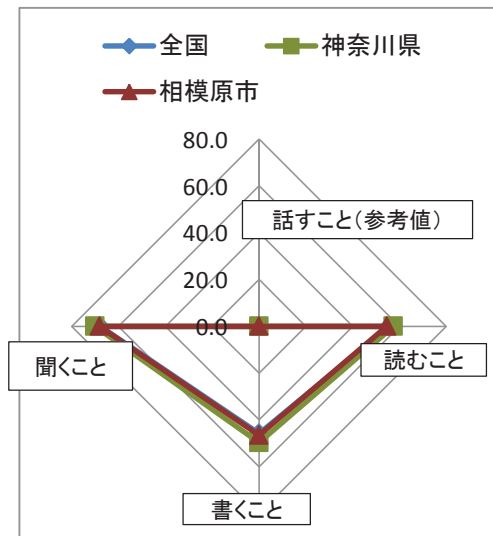 全国 神奈川県
相模原市
80.0
60.0
話すこと(参考値)
40.0
20.0
0.0
聞くこと 読むこと
書くこと